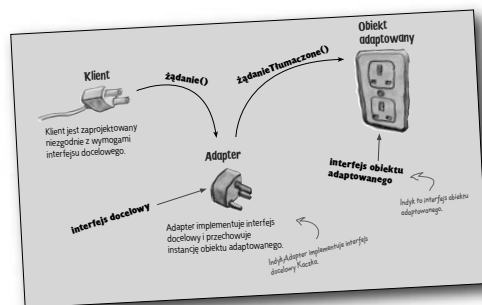 Obiekt
adaptowany
Klient
żądanie()
żądanieTłumaczone()
Klient jest zaprojektowany
niezgodnie z wymogami
interfejsu docelowego.
Adapter
interfejs obiektu
adaptowanego
interfejs docelowy
Indyk to interfejs obiektu
adaptowanego.
Adapter implementuje interfejs
docelowy i przechowuje
instancję obiektu adaptowanego.
IndykAdapter implementuje interfejs
docelowy Kaczka.